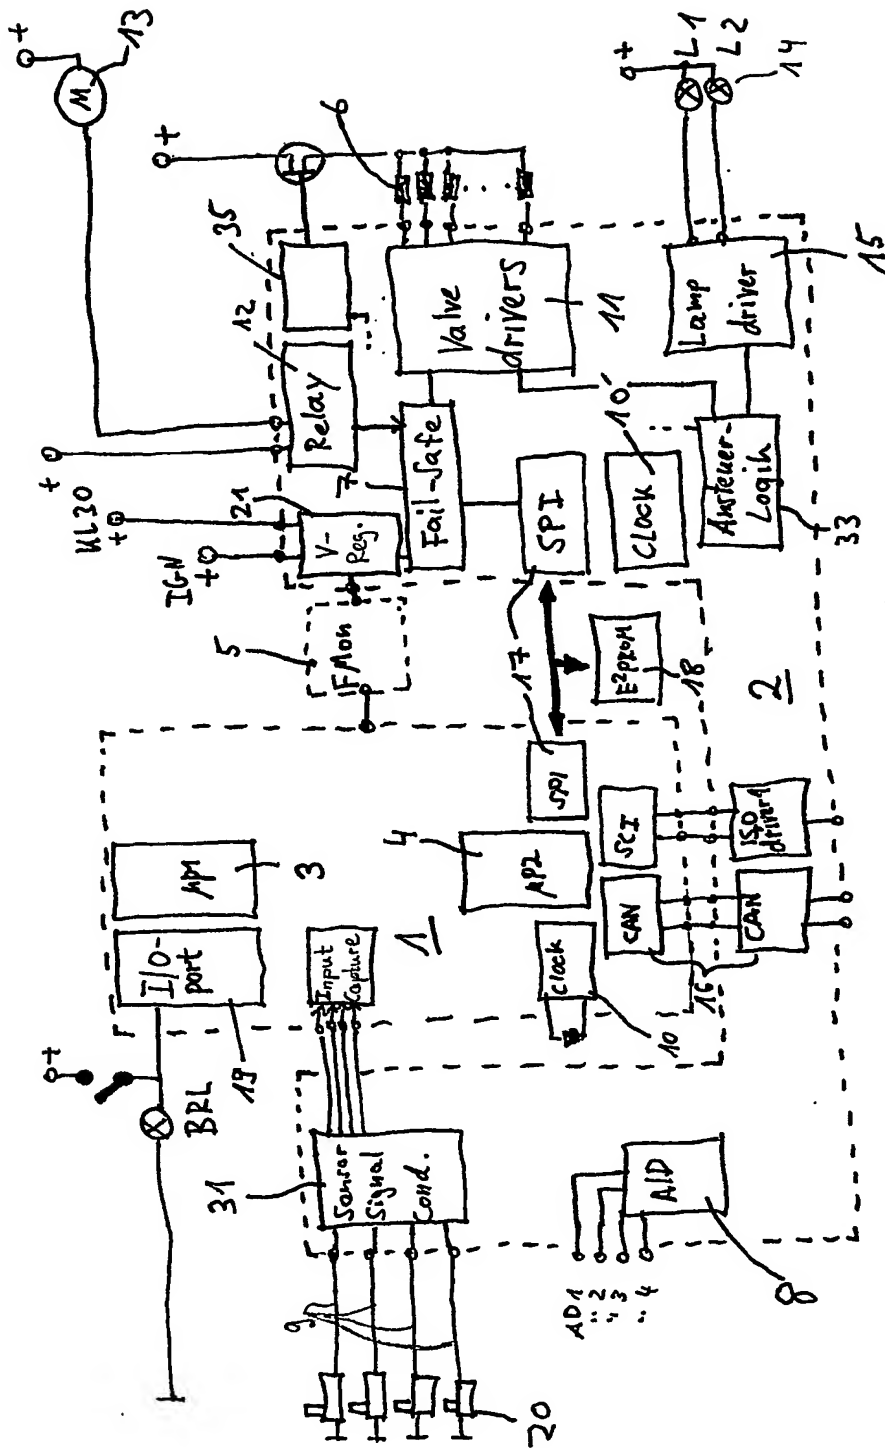 BRL
+
I/O-
port
19
µP1
3
IGN
+
KL30
+
+
+
M
13
+
9
20
31
Sensor
Signal
Cond.
Input
Capture
1
5
IFMon
V-
Reg.
21
Relay
12
35
7
Fail-Safe
6
Valve
drivers
11
4
µP2
Clock
10
SPI
17
SPI
E²PROM
18
Clock
10'
AD1
" 2
" 3
" 4
A/D
8
CAN
SCI
16
CAN
ISO
driver 1
2
Ansteuer-
Logik
33
Lamp
driver
15
+
L1
L2
14